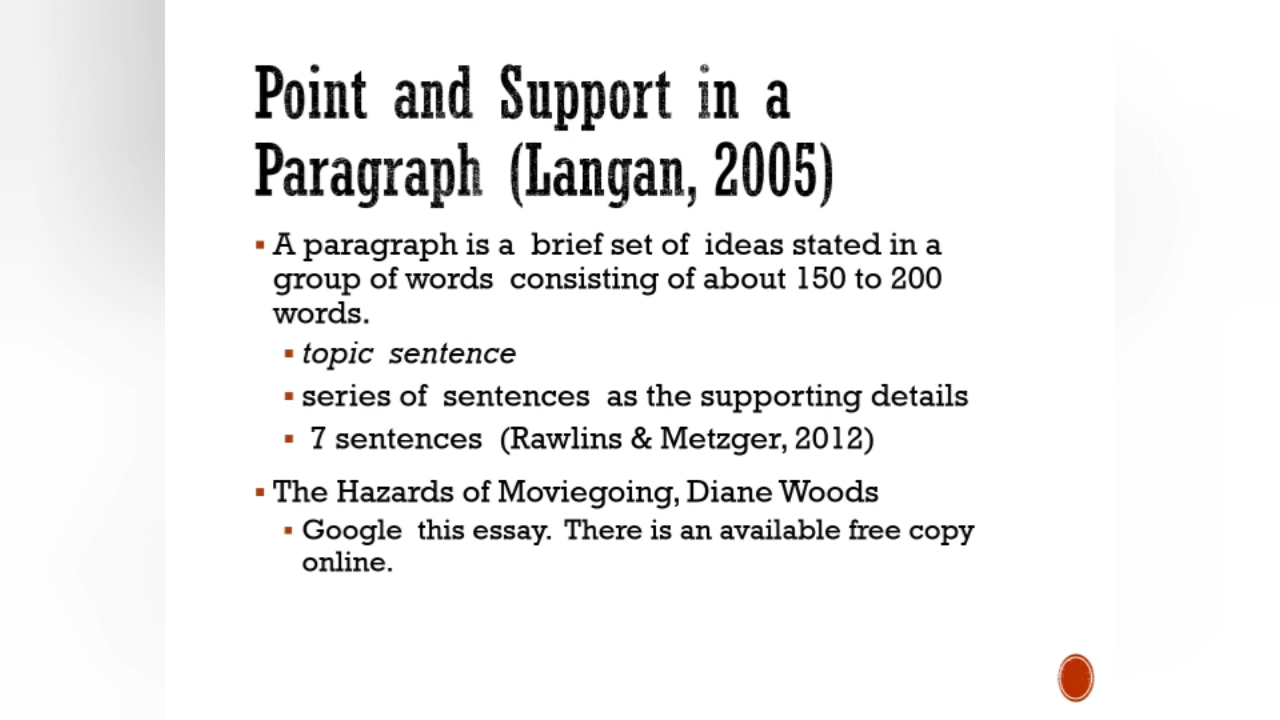 Point and Support in a
Paragraph (Langan, 2005)
▪ A paragraph is a brief set of ideas stated in a
group of words consisting of about 150 to 200
words.
▪ topic sentence
▪ series of sentences as the supporting details
▪ 7 sentences (Rawlins & Metzger, 2012)
▪ The Hazards of Moviegoing, Diane Woods
▪ Google this essay. There is an available free copy
online.